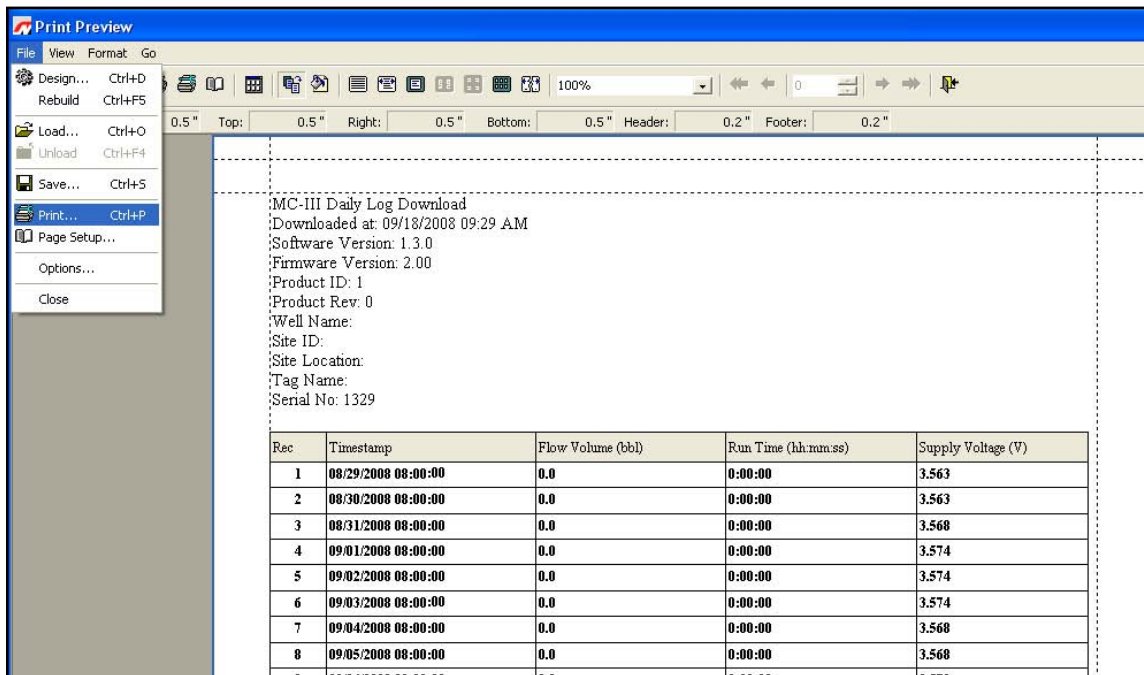 Print Preview
File View Format Go
Design... Ctrl+D
Rebuild Ctrl+F5
Load... Ctrl+O
Unload Ctrl+F4
Save... Ctrl+S
Print... Ctrl+P
Page Setup...
Options...
Close
100% 0
0.5" Top: 0.5" Right: 0.5" Bottom: 0.5" Header: 0.2" Footer: 0.2"
MC-III Daily Log Download
Downloaded at: 09/18/2008 09:29 AM
Software Version: 1.3.0
Firmware Version: 2.00
Product ID: 1
Product Rev: 0
Well Name:
Site ID:
Site Location:
Tag Name:
Serial No: 1329
Rec Timestamp Flow Volume (bbl) Run Time (hh:mm:ss) Supply Voltage (V)
1 08/29/2008 08:00:00 0.0 0:00:00 3.563
2 08/30/2008 08:00:00 0.0 0:00:00 3.563
3 08/31/2008 08:00:00 0.0 0:00:00 3.568
4 09/01/2008 08:00:00 0.0 0:00:00 3.574
5 09/02/2008 08:00:00 0.0 0:00:00 3.574
6 09/03/2008 08:00:00 0.0 0:00:00 3.574
7 09/04/2008 08:00:00 0.0 0:00:00 3.568
8 09/05/2008 08:00:00 0.0 0:00:00 3.568